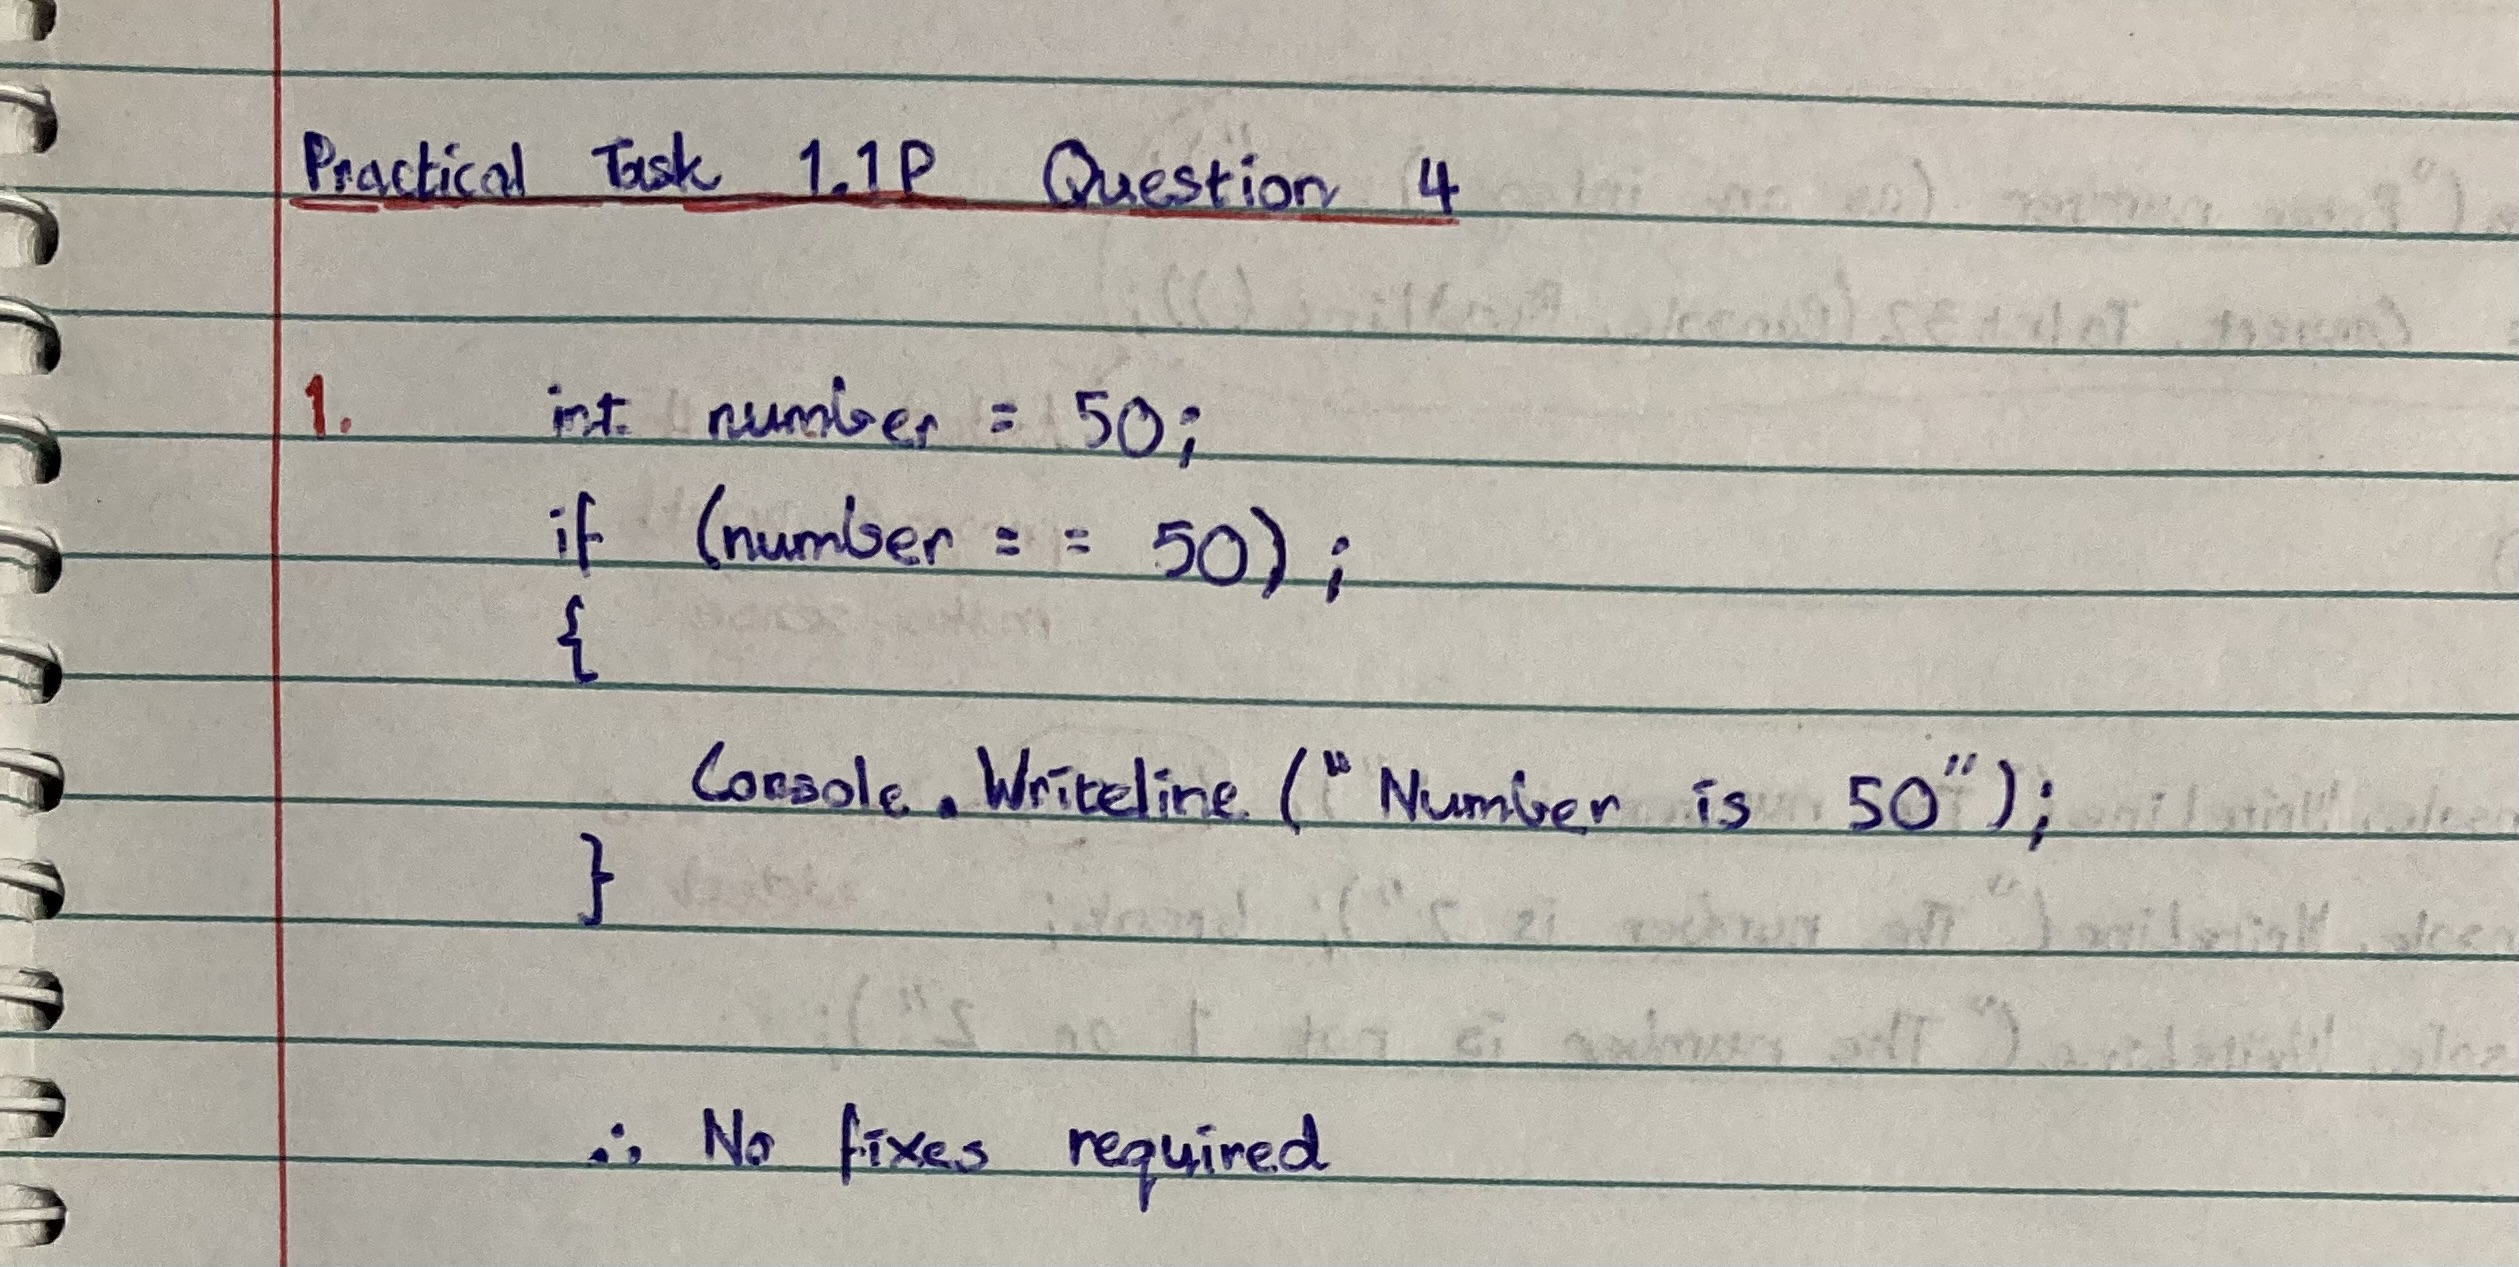 Practical Task 1.1P Question 4
1. int number = 50;
if (number = = 50) ;
{
Console.Writeline ("Number is 50");
}
∴ No fixes required